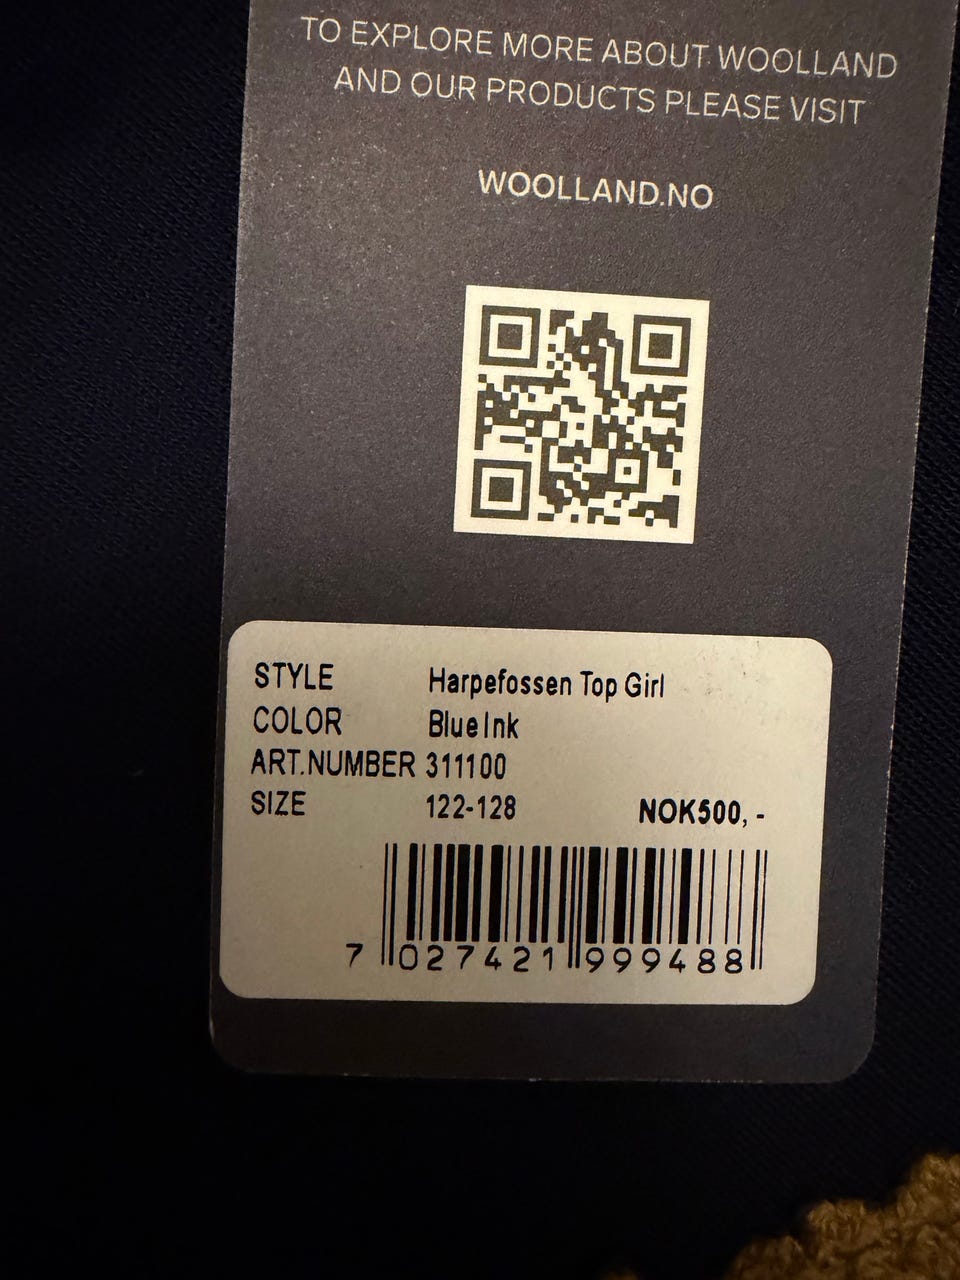 TO EXPLORE MORE ABOUT WOOLLAND
AND OUR PRODUCTS PLEASE VISIT
WOOLLAND.NO
STYLE Harpefossen Top Girl
COLOR Blue Ink
ART.NUMBER 311100
SIZE 122-128 NOK500, -
7 027421 999488